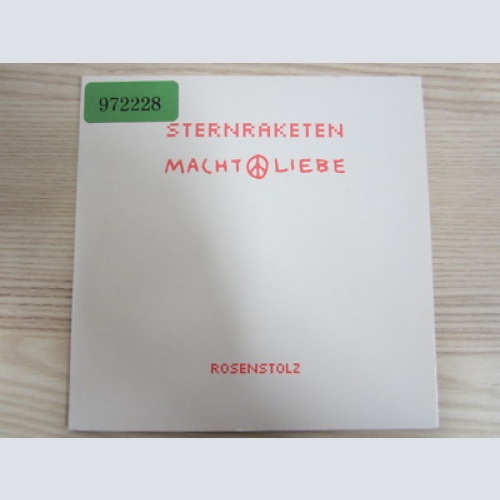 972228
STERNRAKETEN
MACHT LIEBE
ROSENSTOLZ